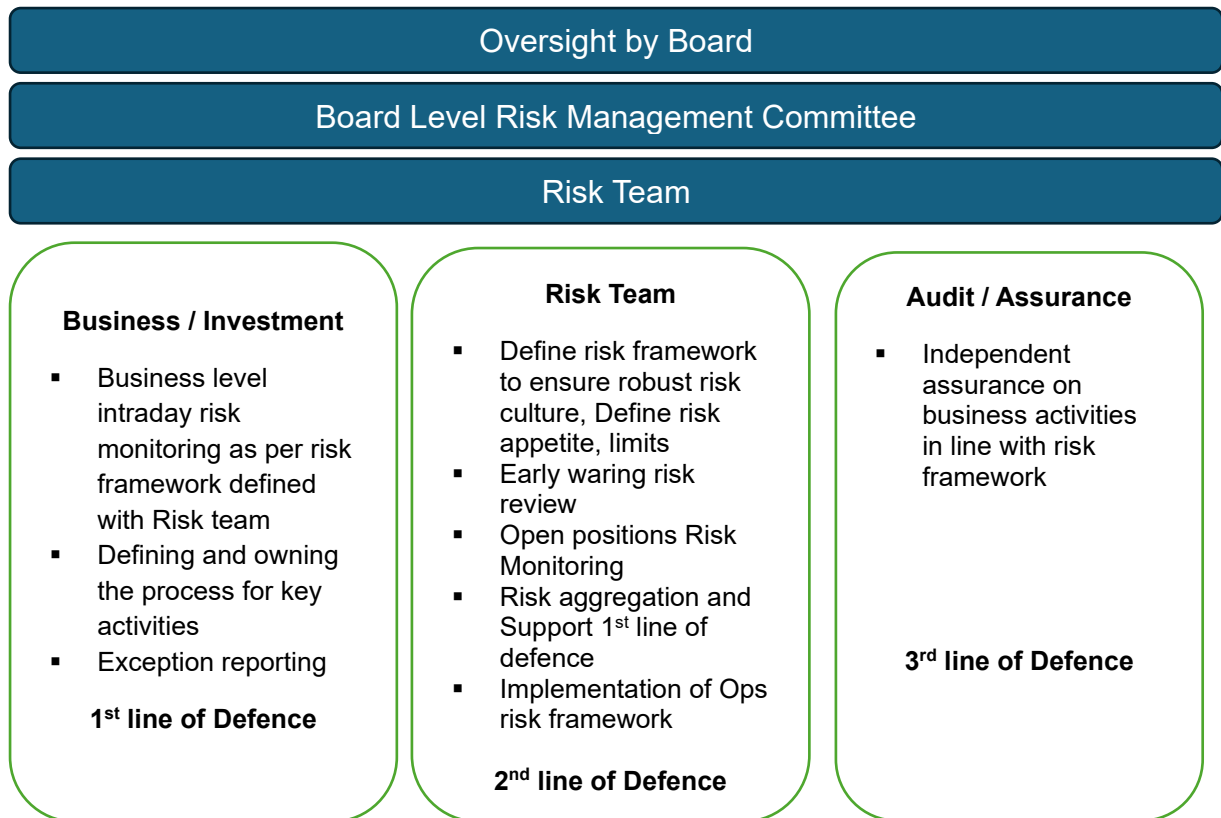 Oversight by Board
Board Level Risk Management Committee
Risk Team
Business / Investment
▪ Business level
intraday risk
monitoring as per risk
framework defined
with Risk team
▪ Defining and owning
the process for key
activities
▪ Exception reporting
1st line of Defence
Risk Team
▪ Define risk framework
to ensure robust risk
culture, Define risk
appetite, limits
▪ Early waring risk
review
▪ Open positions Risk
Monitoring
▪ Risk aggregation and
Support 1st line of
defence
▪ Implementation of Ops
risk framework
2nd line of Defence
Audit / Assurance
▪ Independent
assurance on
business activities
in line with risk
framework
3rd line of Defence